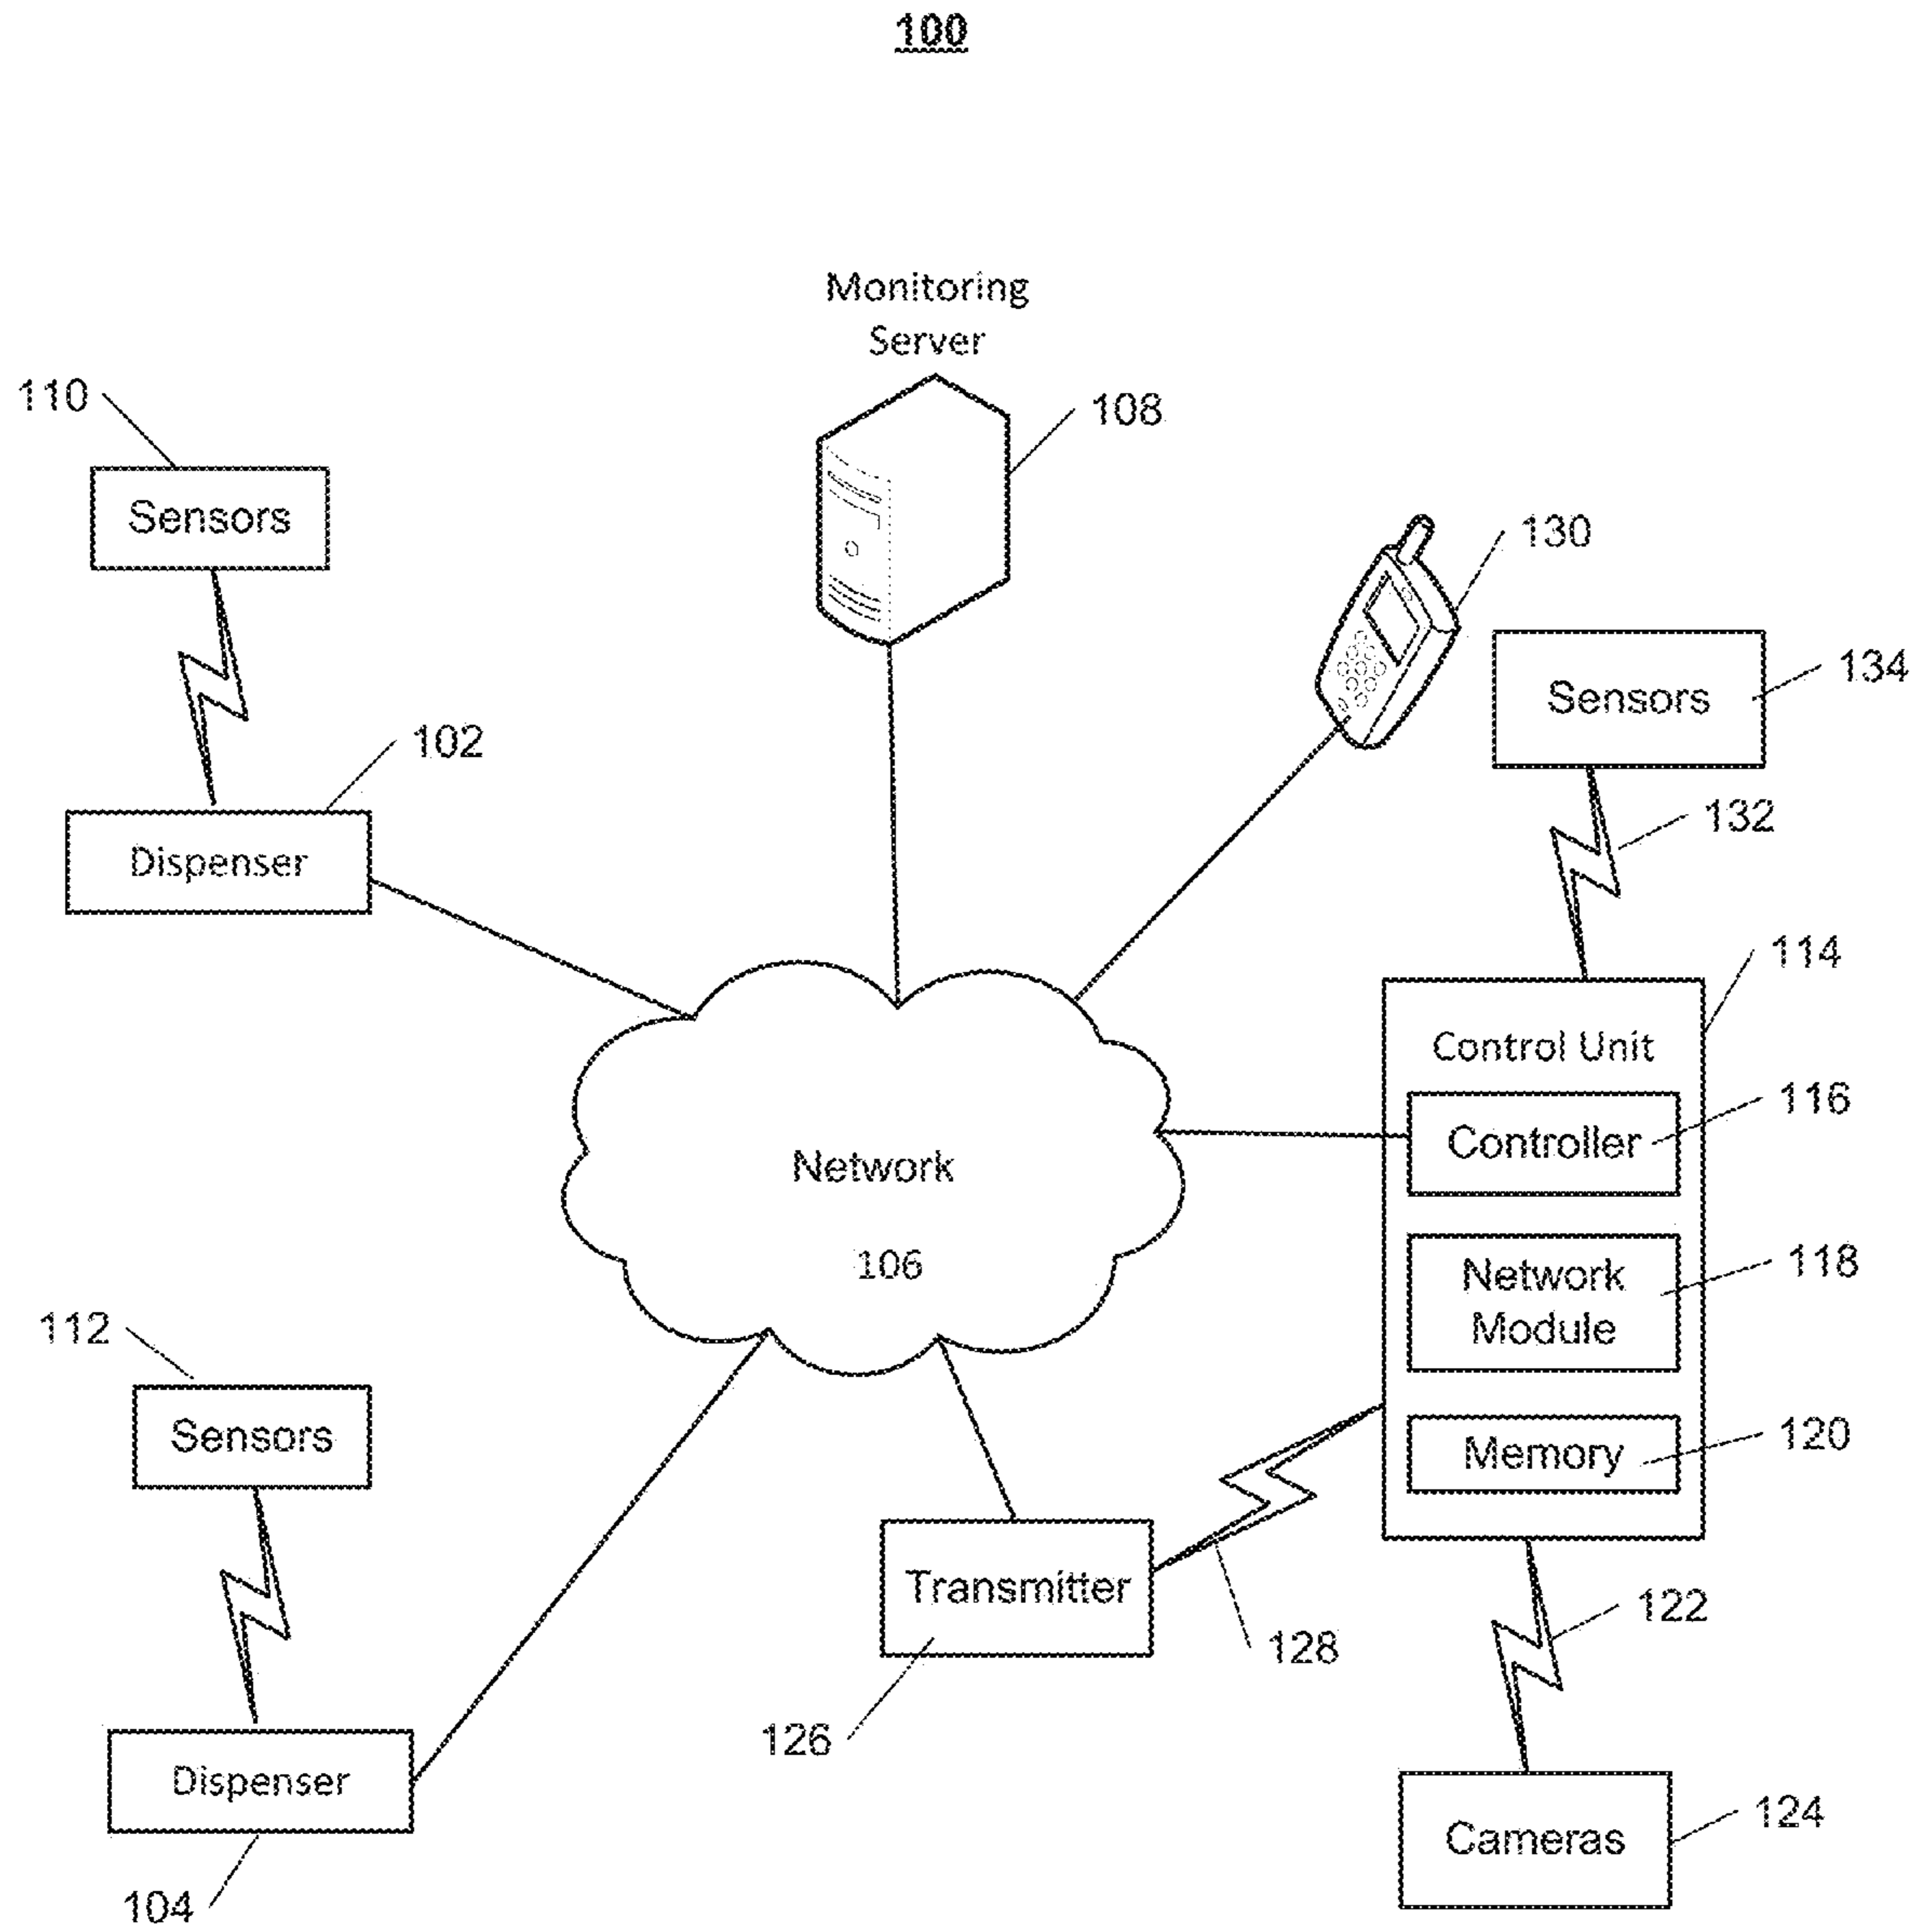 100
Monitoring
Server
110
108
Sensors
130
134
Sensors
102
132
Dispenser
114
Control Unit
116
Controller
Network
118
Network
Module
106
112
Sensors
120
Memory
Transmitter
122
128
126
Dispenser
124
Cameras
104